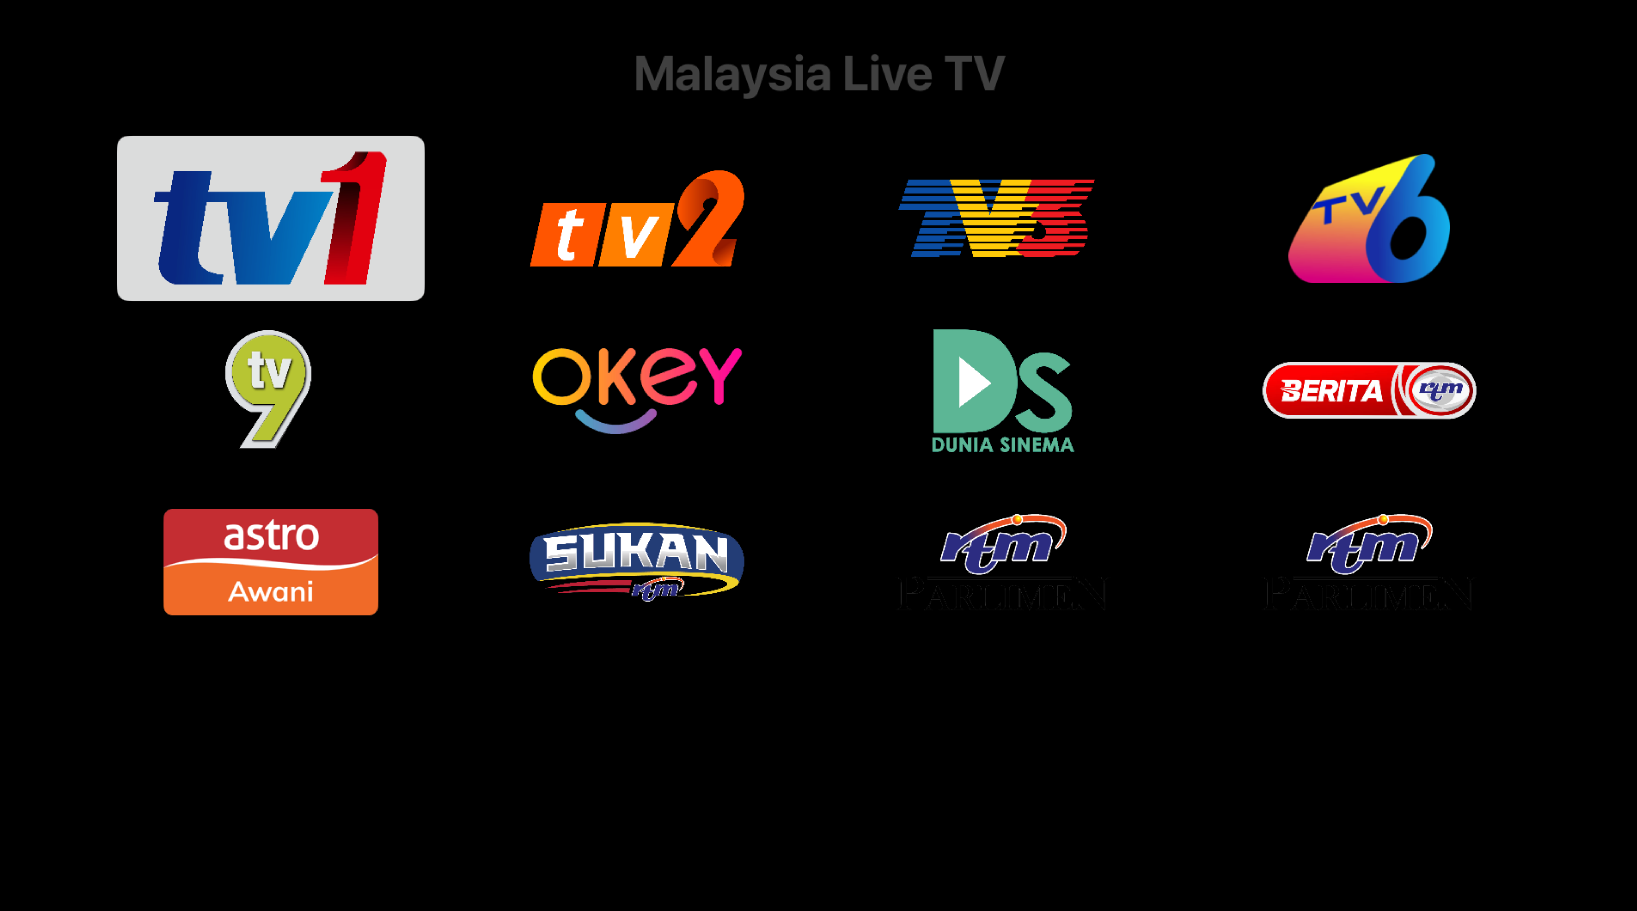 Malaysia Live TV
tv1
tv2
TV3
TV6
tv9
OKEY
DS
DUNIA SINEMA
BERITA rtm
astro
Awani
SUKAN
rtm
rtm
PARLIMEN
rtm
PARLIMEN